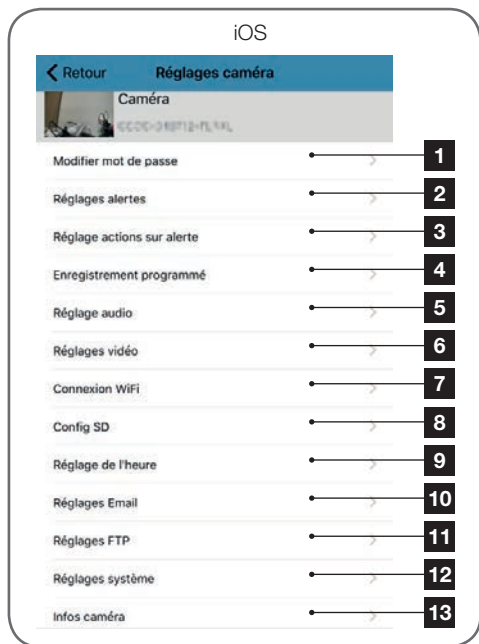 iOS
Retour Réglages caméra
Caméra
Modifier mot de passe 1
Réglages alertes 2
Réglage actions sur alerte 3
Enregistrement programmé 4
Réglage audio 5
Réglages vidéo 6
Connexion WiFi 7
Config SD 8
Réglage de l'heure 9
Réglages Email 10
Réglages FTP 11
Réglages système 12
Infos caméra 13